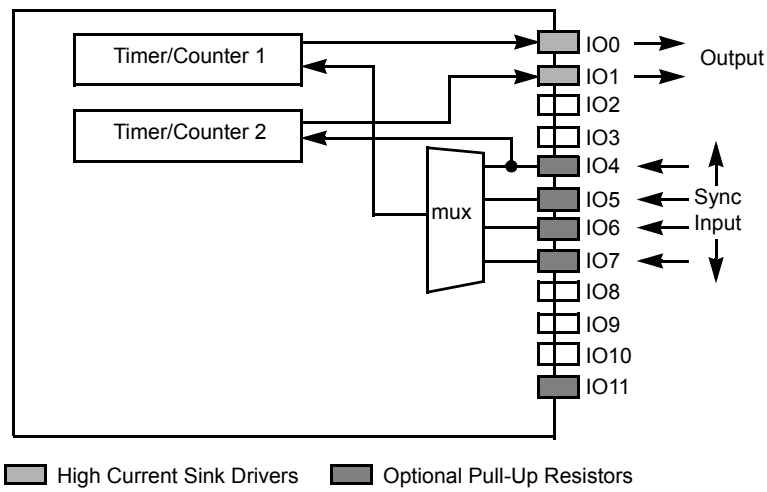 Timer/Counter 1
Timer/Counter 2
mux
IO0
IO1
IO2
IO3
IO4
IO5
IO6
IO7
IO8
IO9
IO10
IO11
Output
Sync
Input
High Current Sink Drivers
Optional Pull-Up Resistors